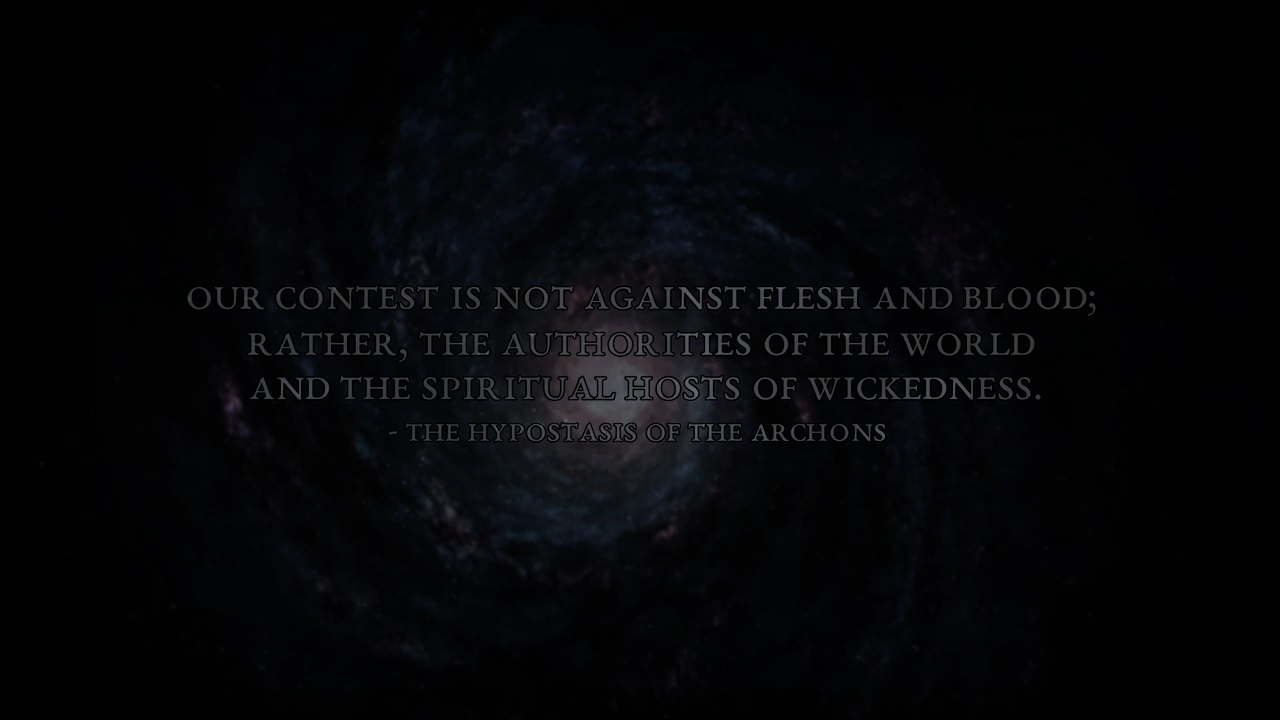 OUR CONTEST IS NOT AGAINST FLESH AND BLOOD;
RATHER, THE AUTHORITIES OF THE WORLD
AND THE SPIRITUAL HOSTS OF WICKEDNESS.
- THE HYPOSTASIS OF THE ARCHONS